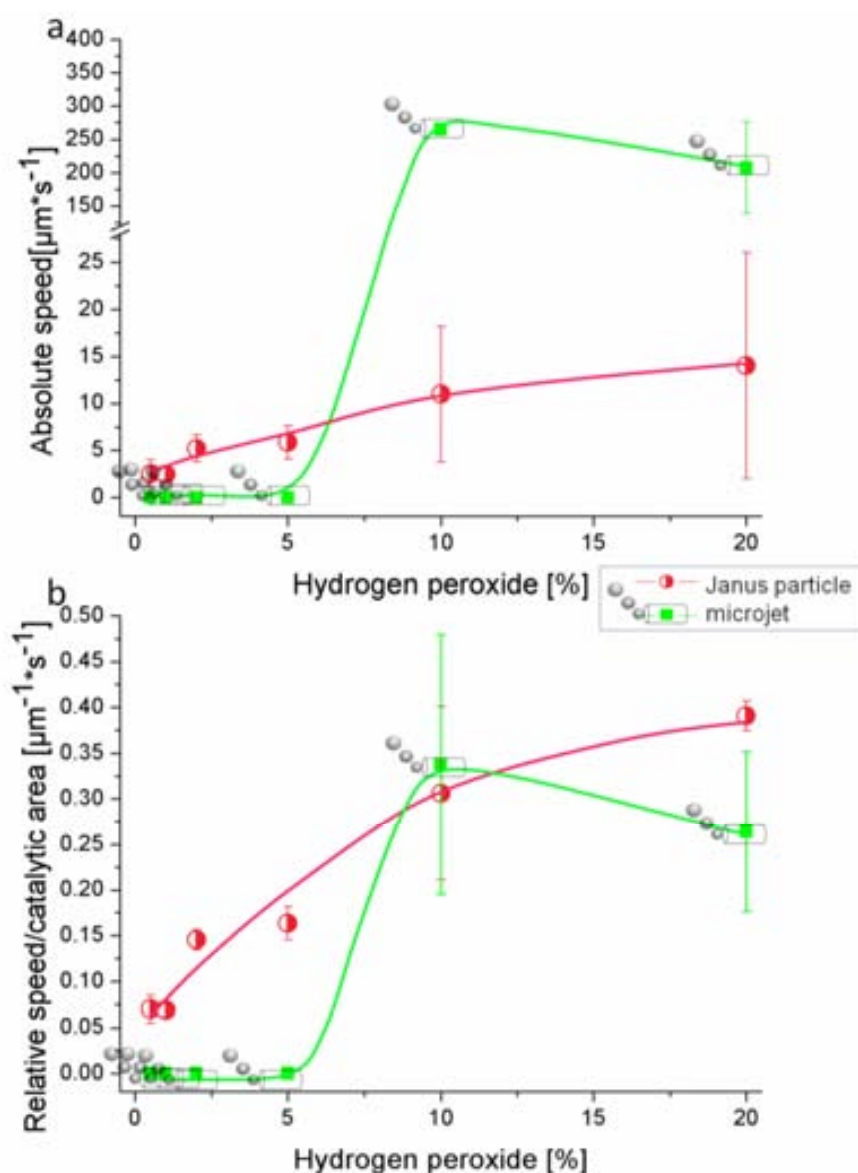 a
400
350
300
250
200
150
25
20
15
10
5
0
Absolute speed[µm*s⁻¹]
0 5 10 15 20
Hydrogen peroxide [%]
Janus particle
microjet
b
0.50
0.45
0.40
0.35
0.30
0.25
0.20
0.15
0.10
0.05
0.00
Relative speed/catalytic area [µm⁻¹*s⁻¹]
0 5 10 15 20
Hydrogen peroxide [%]